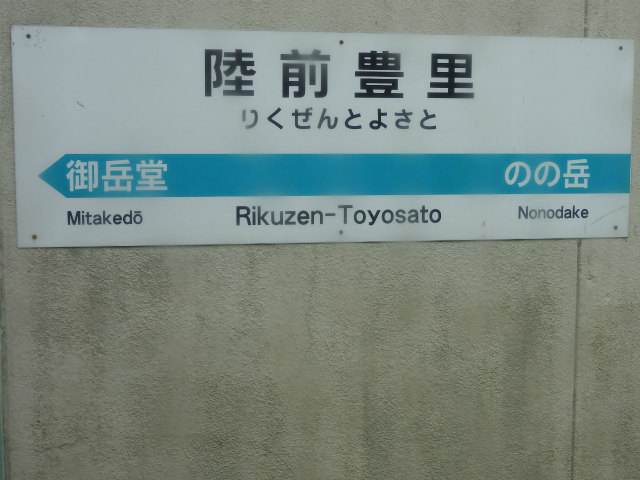 陸前豊里
りくぜんとよさと
御岳堂 のの岳
Mitakedō Rikuzen-Toyosato Nonodake